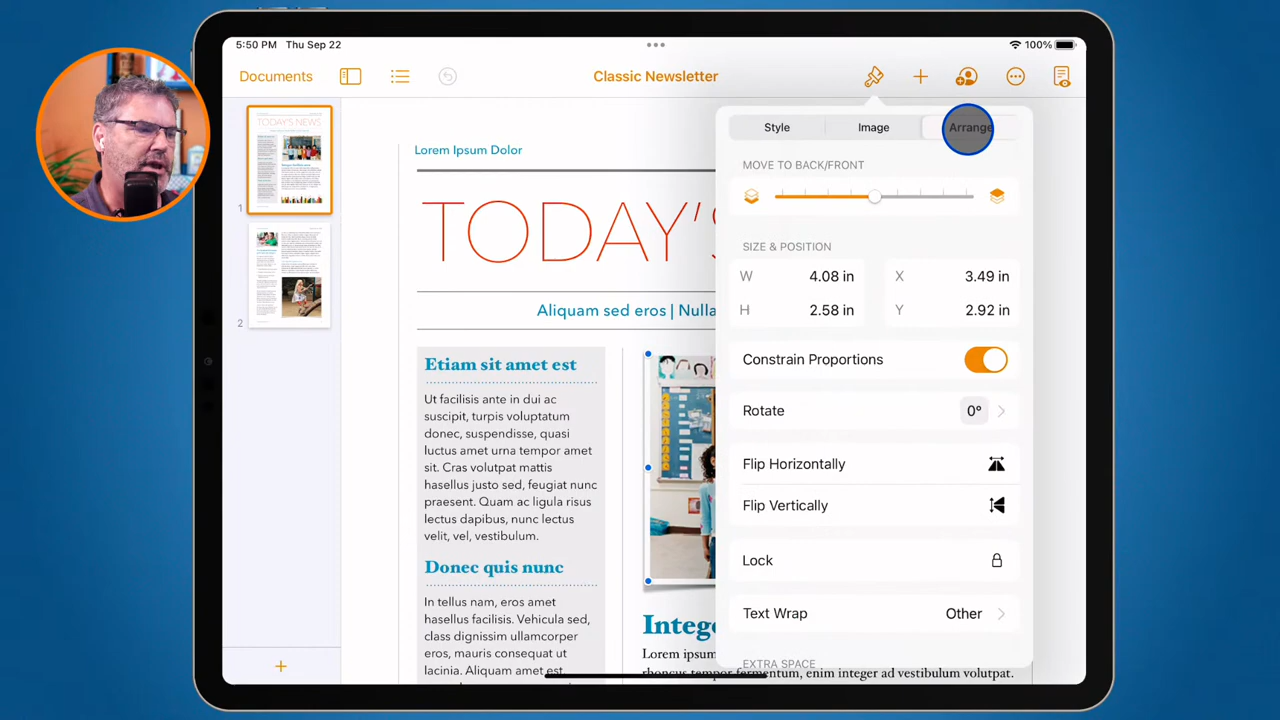 5:50 PM Thu Sep 22
100%
Documents
Classic Newsletter
Style
Image
Arrange
MOVE TO BACK/FRONT
SIZE & POSITION
W 4.08 in
X 3.49 in
H 2.58 in
Y 2.92 in
Constrain Proportions
Rotate 0°
Flip Horizontally
Flip Vertically
Lock
Text Wrap Other
EXTRA SPACE
1
2
TODAY'S NEWS
Lorem Ipsum Dolor
TODAY'S
Aliquam sed eros | Nulla
Etiam sit amet est
Ut facilisis ante in dui ac
suscipit, turpis voluptatum
donec, suspendisse, quasi
luctus amet urna tempor amet
sit. Cras volutpat mattis
hasellus justo sed, feugiat nunc
praesent. Quam ac ligula risus
lectus dapibus, nunc lectus
velit, vel, vestibulum.
Donec quis nunc
In tellus nam, eros amet
hasellus facilisis. Vehicula sed,
class dignissim ullamcorper
eros, mauris lorem in urna
lacinia. Aliquam amet est
Intege
Lorem ipsum
rhoncus tempor fermentum, enim integer ad vestibulum volutpat.